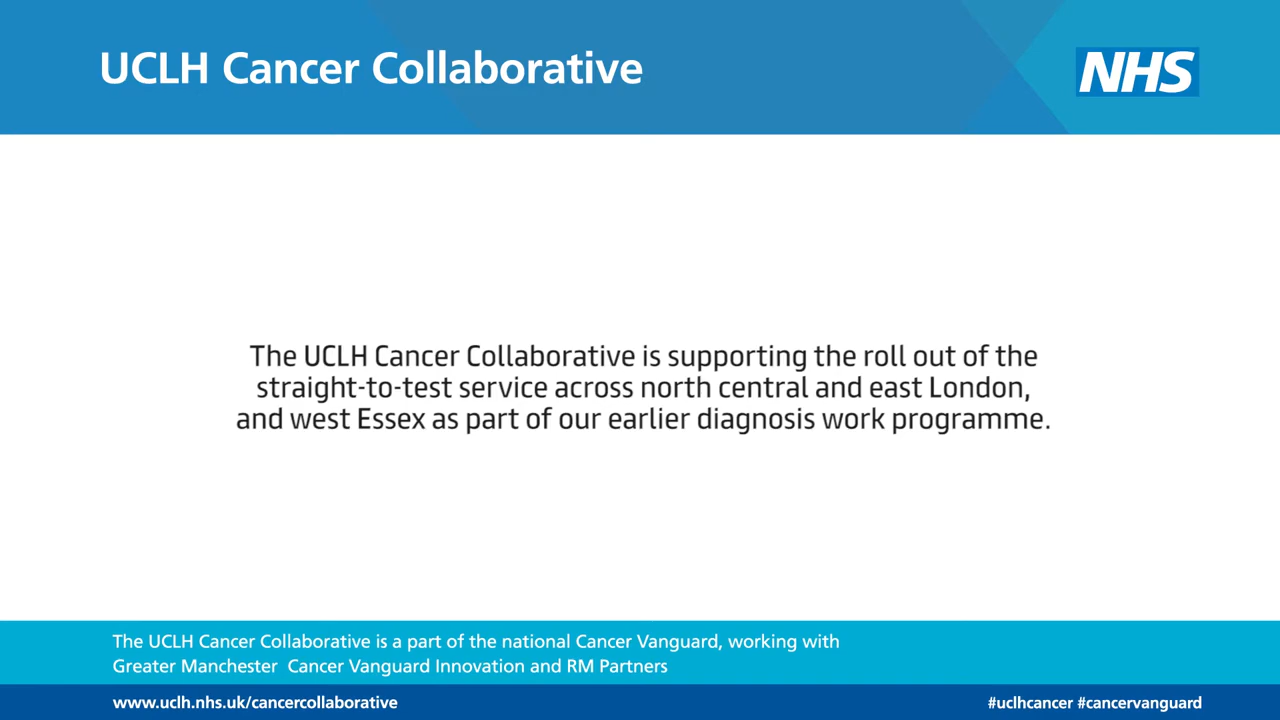 UCLH Cancer Collaborative
NHS
The UCLH Cancer Collaborative is supporting the roll out of the
straight-to-test service across north central and east London,
and west Essex as part of our earlier diagnosis work programme.
The UCLH Cancer Collaborative is a part of the national Cancer Vanguard, working with
Greater Manchester  Cancer Vanguard Innovation and RM Partners
www.uclh.nhs.uk/cancercollaborative
#uclhcancer #cancervanguard